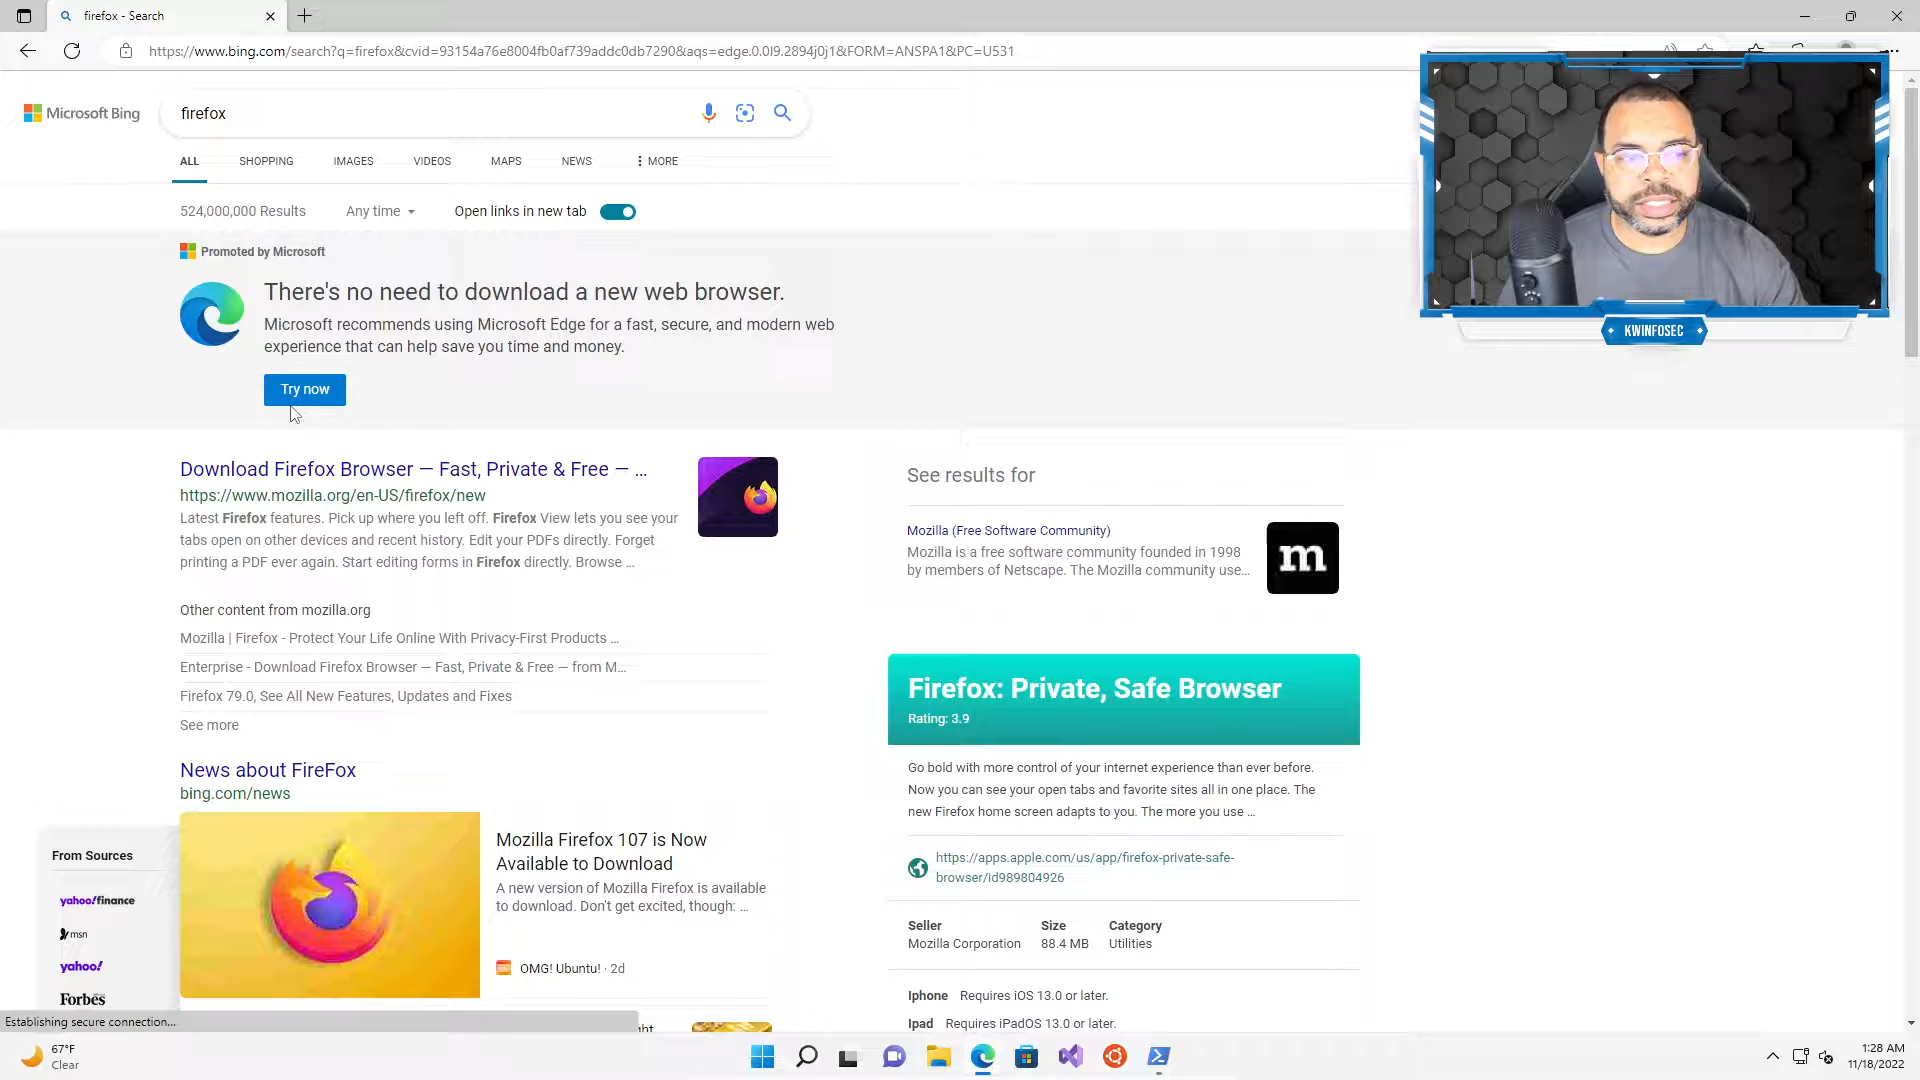 firefox - Search
https://www.bing.com/search?q=firefox&cvid=93154a76e8004fb0af739addc0db7290&aqs=edge.0.0l9.2894j0j1&FORM=ANSPA1&PC=U531
Microsoft Bing
firefox
ALL
SHOPPING
IMAGES
VIDEOS
MAPS
NEWS
MORE
524,000,000 Results
Any time
Open links in new tab
Promoted by Microsoft
There's no need to download a new web browser.
Microsoft recommends using Microsoft Edge for a fast, secure, and modern web
experience that can help save you time and money.
Try now
KWINFOSEC
Download Firefox Browser — Fast, Private & Free — ...
https://www.mozilla.org/en-US/firefox/new
Latest Firefox features. Pick up where you left off. Firefox View lets you see your
tabs open on other devices and recent history. Edit your PDFs directly. Forget
printing a PDF ever again. Start editing forms in Firefox directly. Browse ...
Other content from mozilla.org
Mozilla | Firefox - Protect Your Life Online With Privacy-First Products ...
Enterprise - Download Firefox Browser — Fast, Private & Free — from M...
Firefox 79.0, See All New Features, Updates and Fixes
See more
News about FireFox
bing.com/news
From Sources
yahoo!finance
msn
yahoo!
Forbes
Mozilla Firefox 107 is Now
Available to Download
A new version of Mozilla Firefox is available
to download. Don't get excited, though: ...
OMG! Ubuntu! · 2d
See results for
Mozilla (Free Software Community)
Mozilla is a free software community founded in 1998
by members of Netscape. The Mozilla community use...
m
Firefox: Private, Safe Browser
Rating: 3.9
Go bold with more control of your internet experience than ever before.
Now you can see your open tabs and favorite sites all in one place. The
new Firefox home screen adapts to you. The more you use ...
https://apps.apple.com/us/app/firefox-private-safe-
browser/id989804926
Seller
Size
Category
Mozilla Corporation
88.4 MB
Utilities
Iphone Requires iOS 13.0 or later.
Ipad Requires iPadOS 13.0 or later.
Establishing secure connection...
67°F
Clear
1:28 AM
11/18/2022